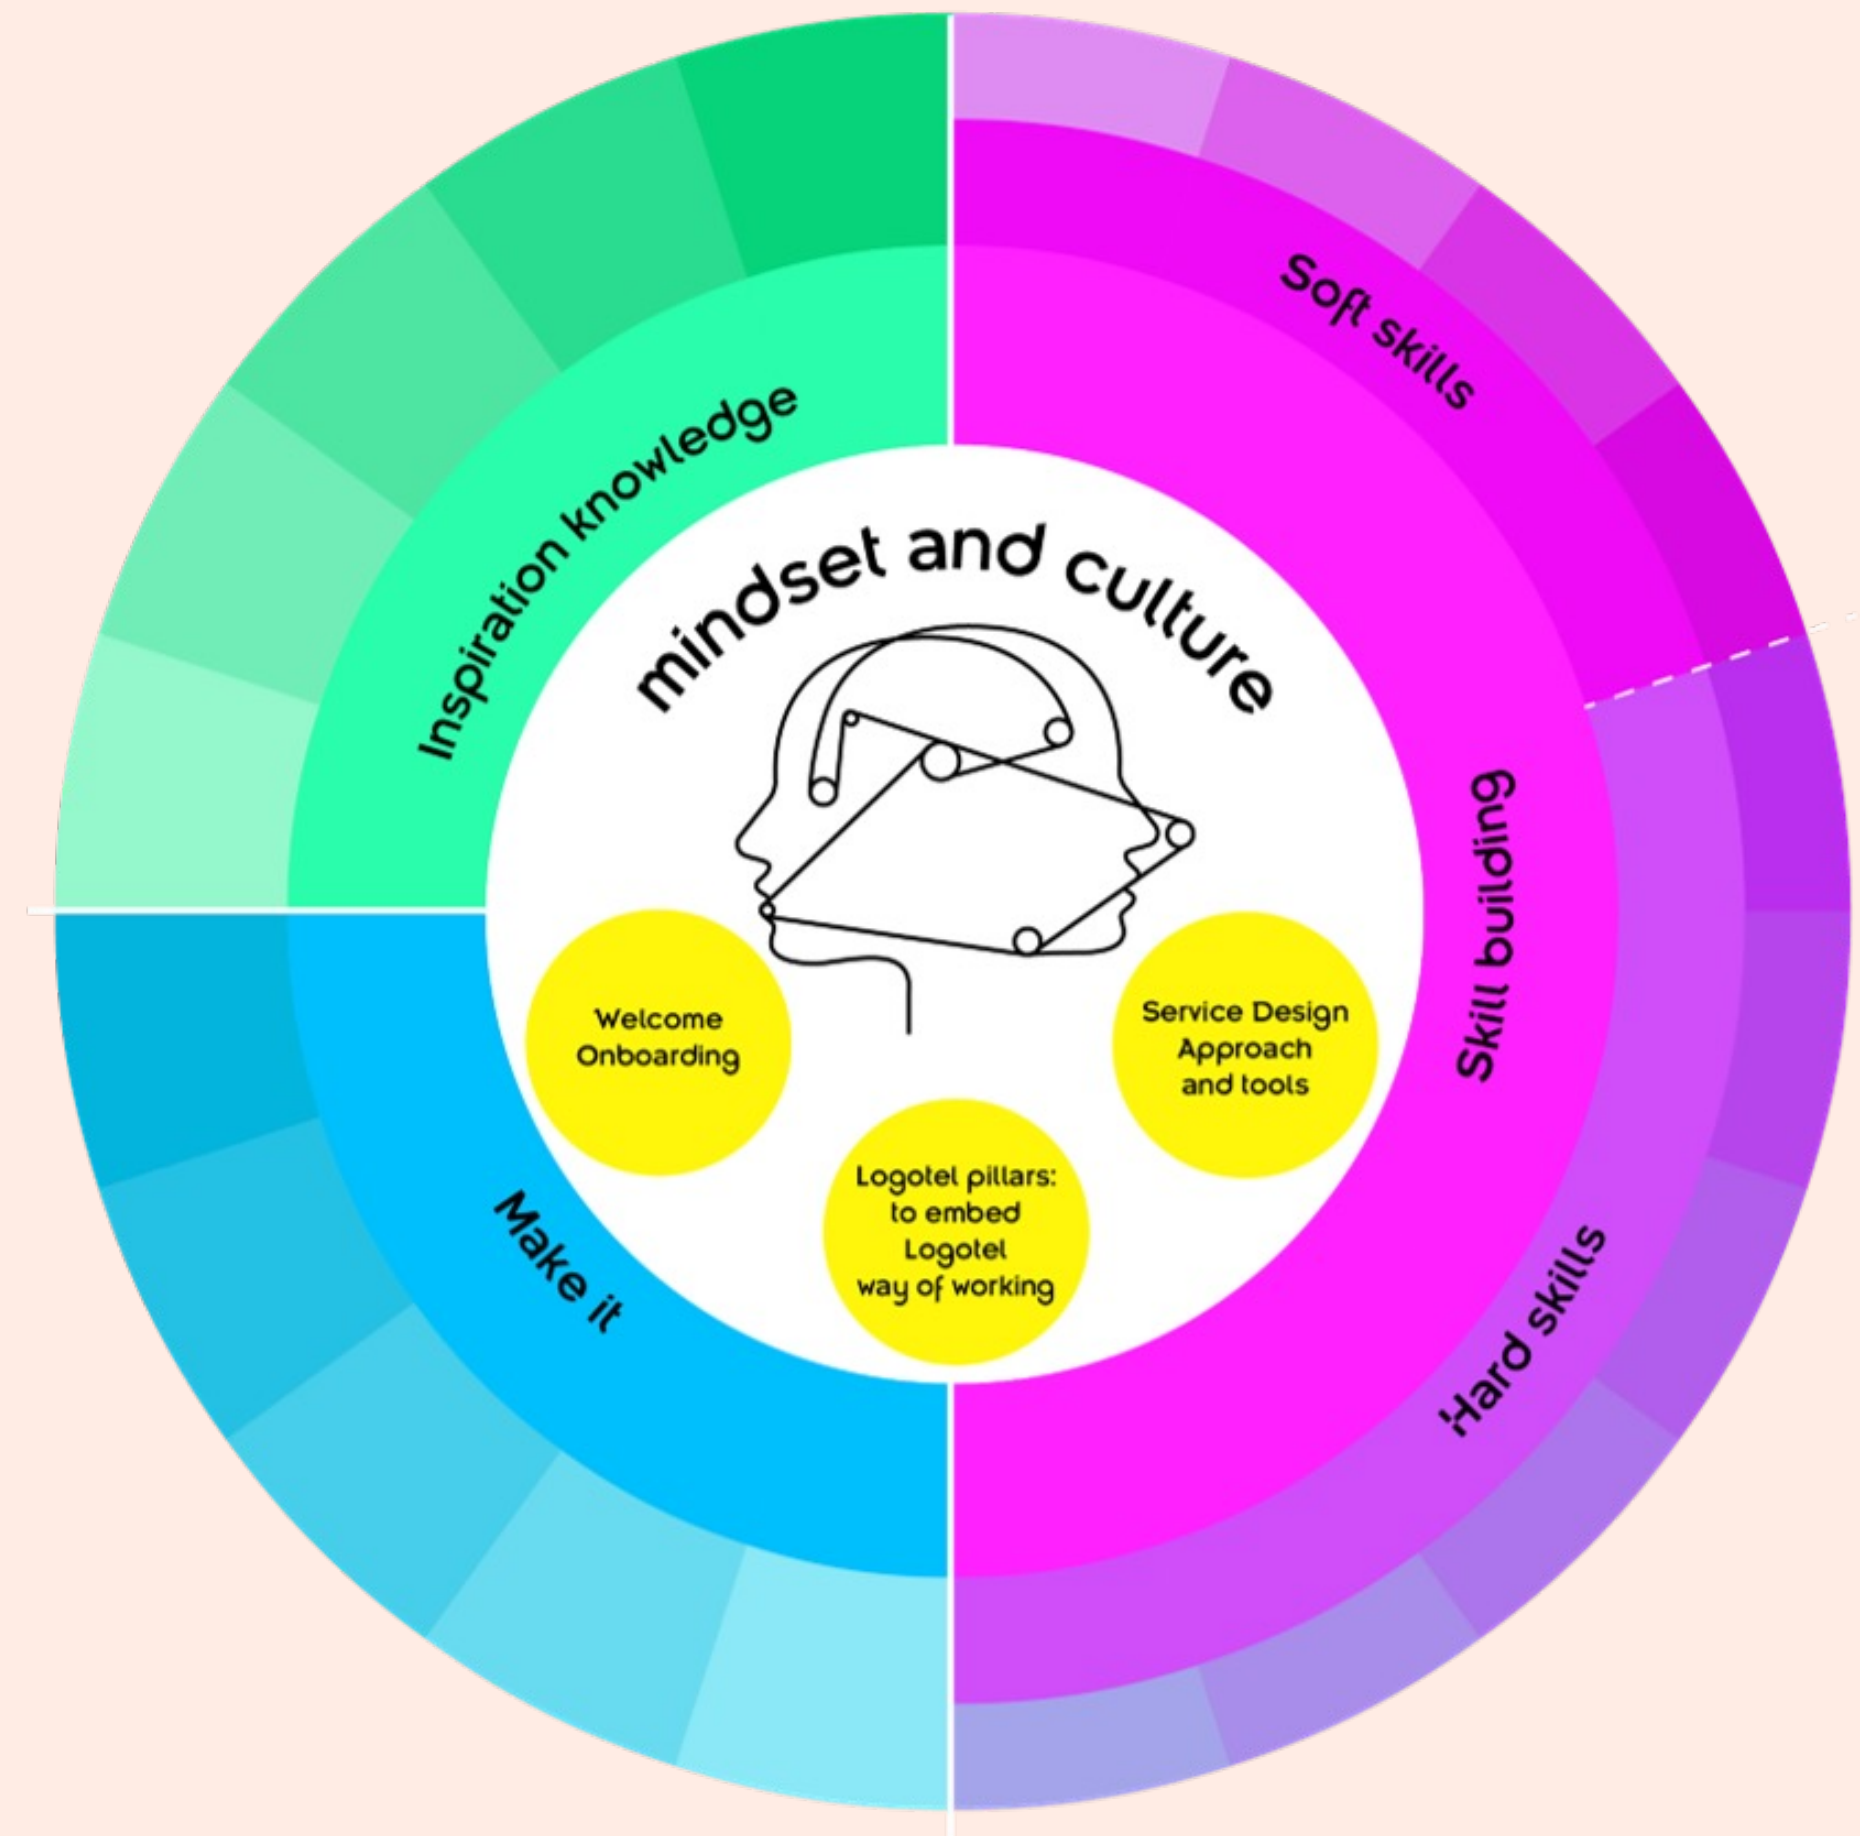 Soft skills
Inspiration knowledge
mindset and culture
Skill building
Welcome
Onboarding
Service Design
Approach
and tools
Logotel pillars:
to embed
Logotel
way of working
Make it
Hard skills